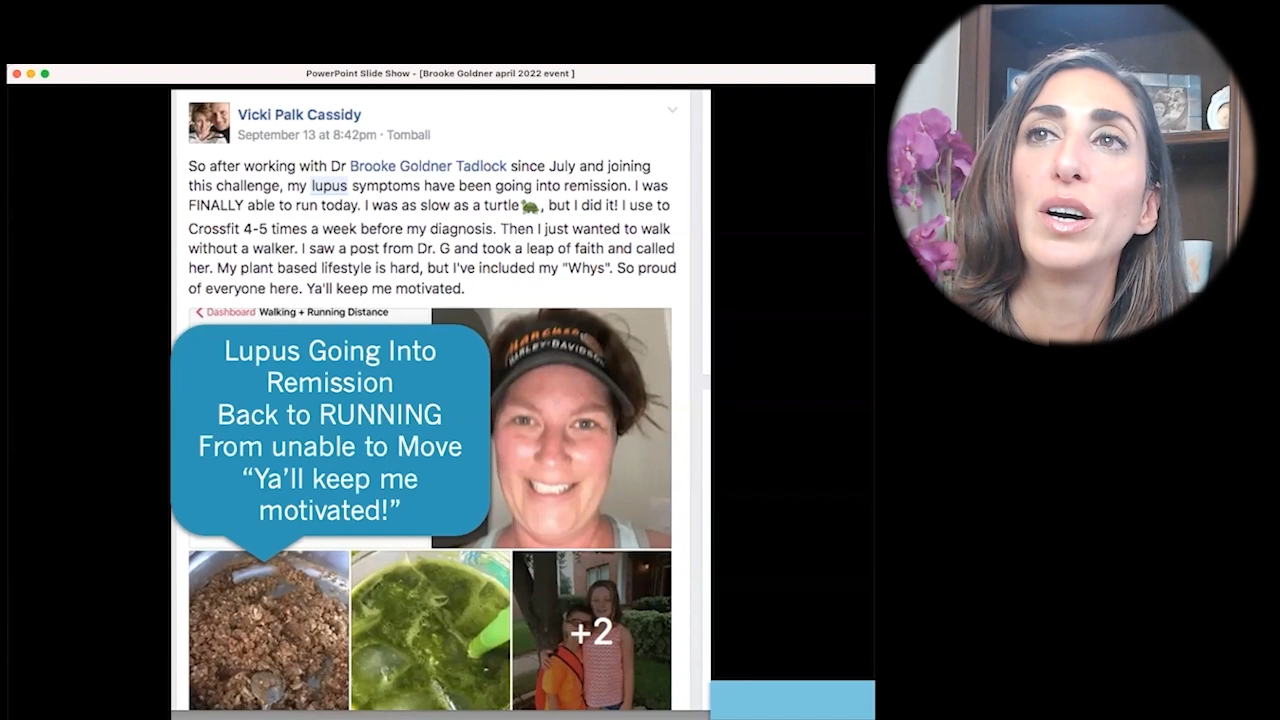 PowerPoint Slide Show - [Brooke Goldner april 2022 event ]
Vicki Palk Cassidy
September 13 at 8:42pm · Tomball
So after working with Dr Brooke Goldner Tadlock since July and joining
this challenge, my lupus symptoms have been going into remission. I was
FINALLY able to run today. I was as slow as a turtle🐢, but I did it! I use to
Crossfit 4-5 times a week before my diagnosis. Then I just wanted to walk
without a walker. I saw a post from Dr. G and took a leap of faith and called
her. My plant based lifestyle is hard, but I've included my "Whys". So proud
of everyone here. Ya'll keep me motivated.
Dashboard Walking + Running Distance
HARLEY-DAVIDSON
Lupus Going Into
Remission
Back to RUNNING
From unable to Move
“Ya’ll keep me
motivated!”
+2